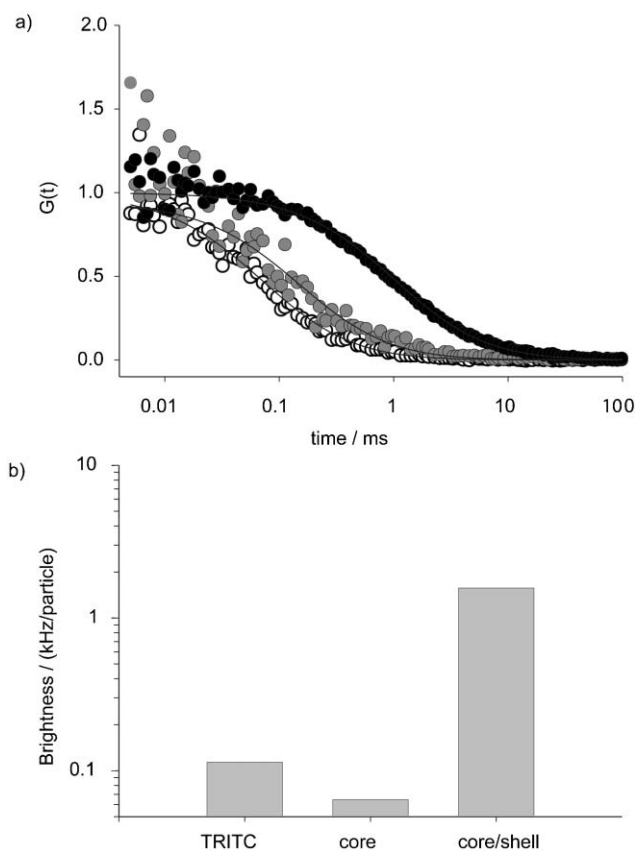 a)
2.0
1.5
1.0
0.5
0.0
G(t)
0.01 0.1 1 10 100
time / ms
b)
10
1
0.1
Brightness / (kHz/particle)
TRITC core core/shell